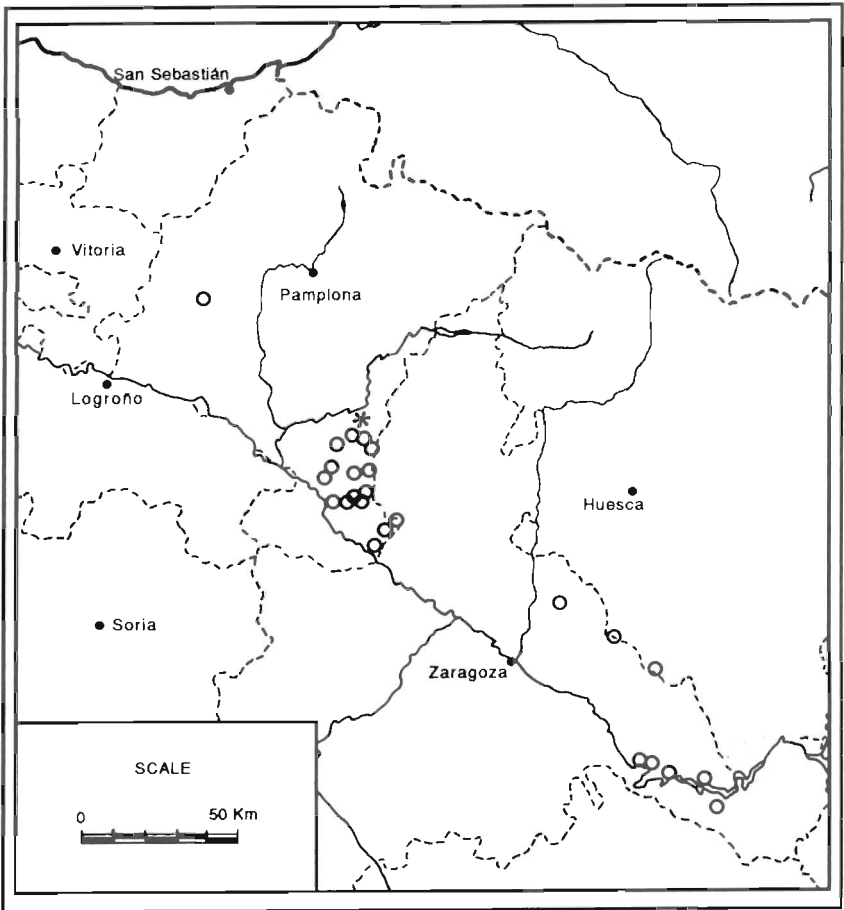 San Sebastián
Vitoria
Pamplona
Logroño
Huesca
Soria
Zaragoza
SCALE
0 50 Km